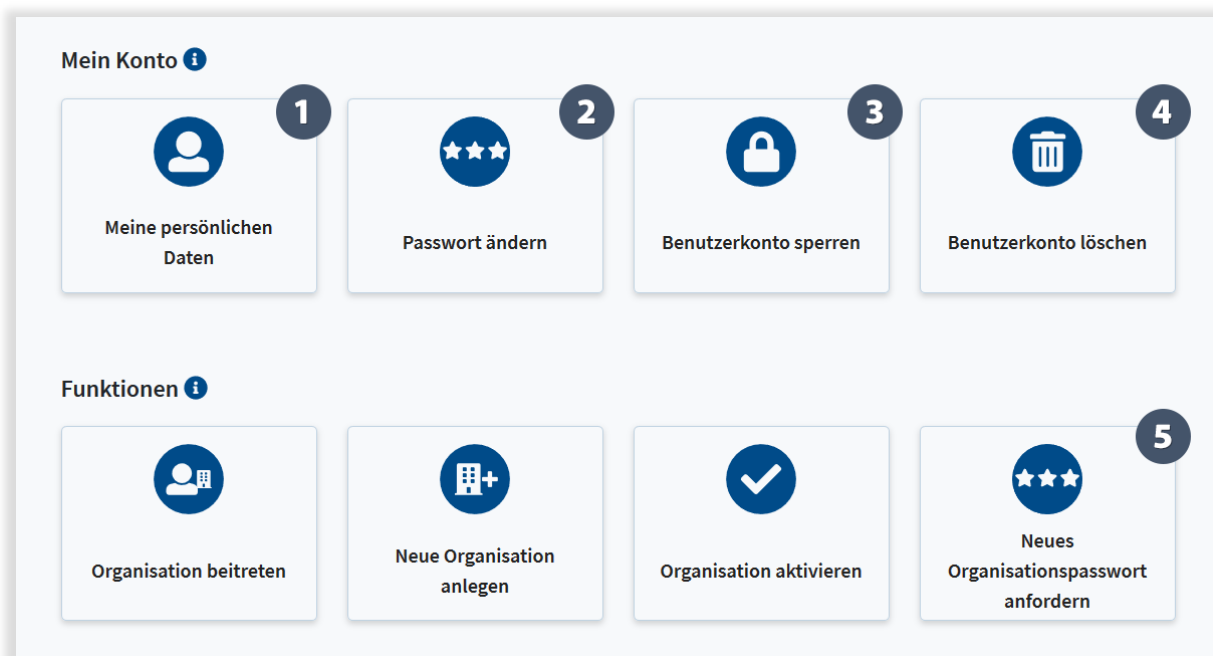 Mein Konto
1
2
3
4
Meine persönlichen
Daten
Passwort ändern
Benutzerkonto sperren
Benutzerkonto löschen
Funktionen
5
Organisation beitreten
Neue Organisation
anlegen
Organisation aktivieren
Neues
Organisationspasswort
anfordern